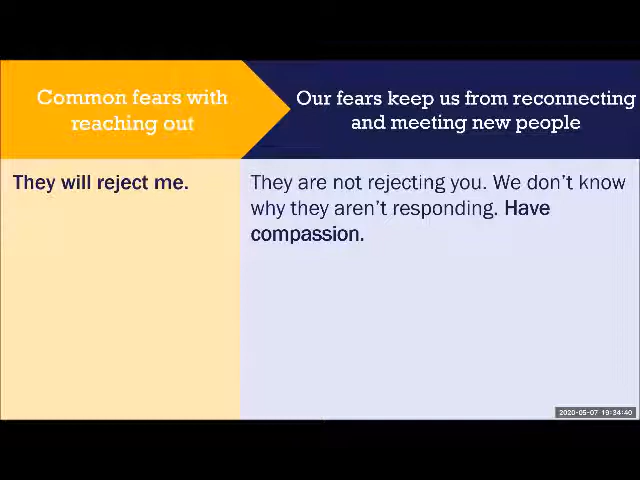 Common fears with
reaching out
Our fears keep us from reconnecting
and meeting new people
They will reject me.
They are not rejecting you. We don't know
why they aren't responding. Have
compassion.
2020-05-07 19:34:40